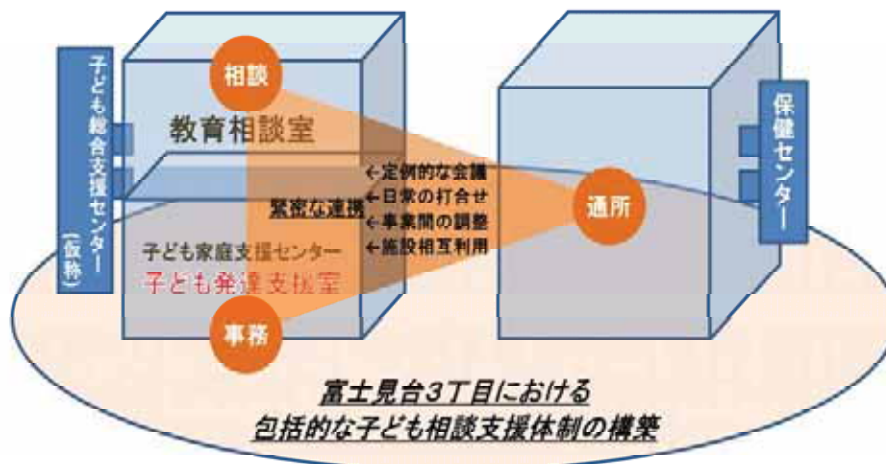 子ども総合支援センター
(仮称)
相談
教育相談室
緊密な連携
←定例的な会議
←日常の打合せ
←事業間の調整
←施設相互利用
子ども家庭支援センター
子ども発達支援室
事務
通所
保健センター
富士見台3丁目における
包括的な子ども相談支援体制の構築